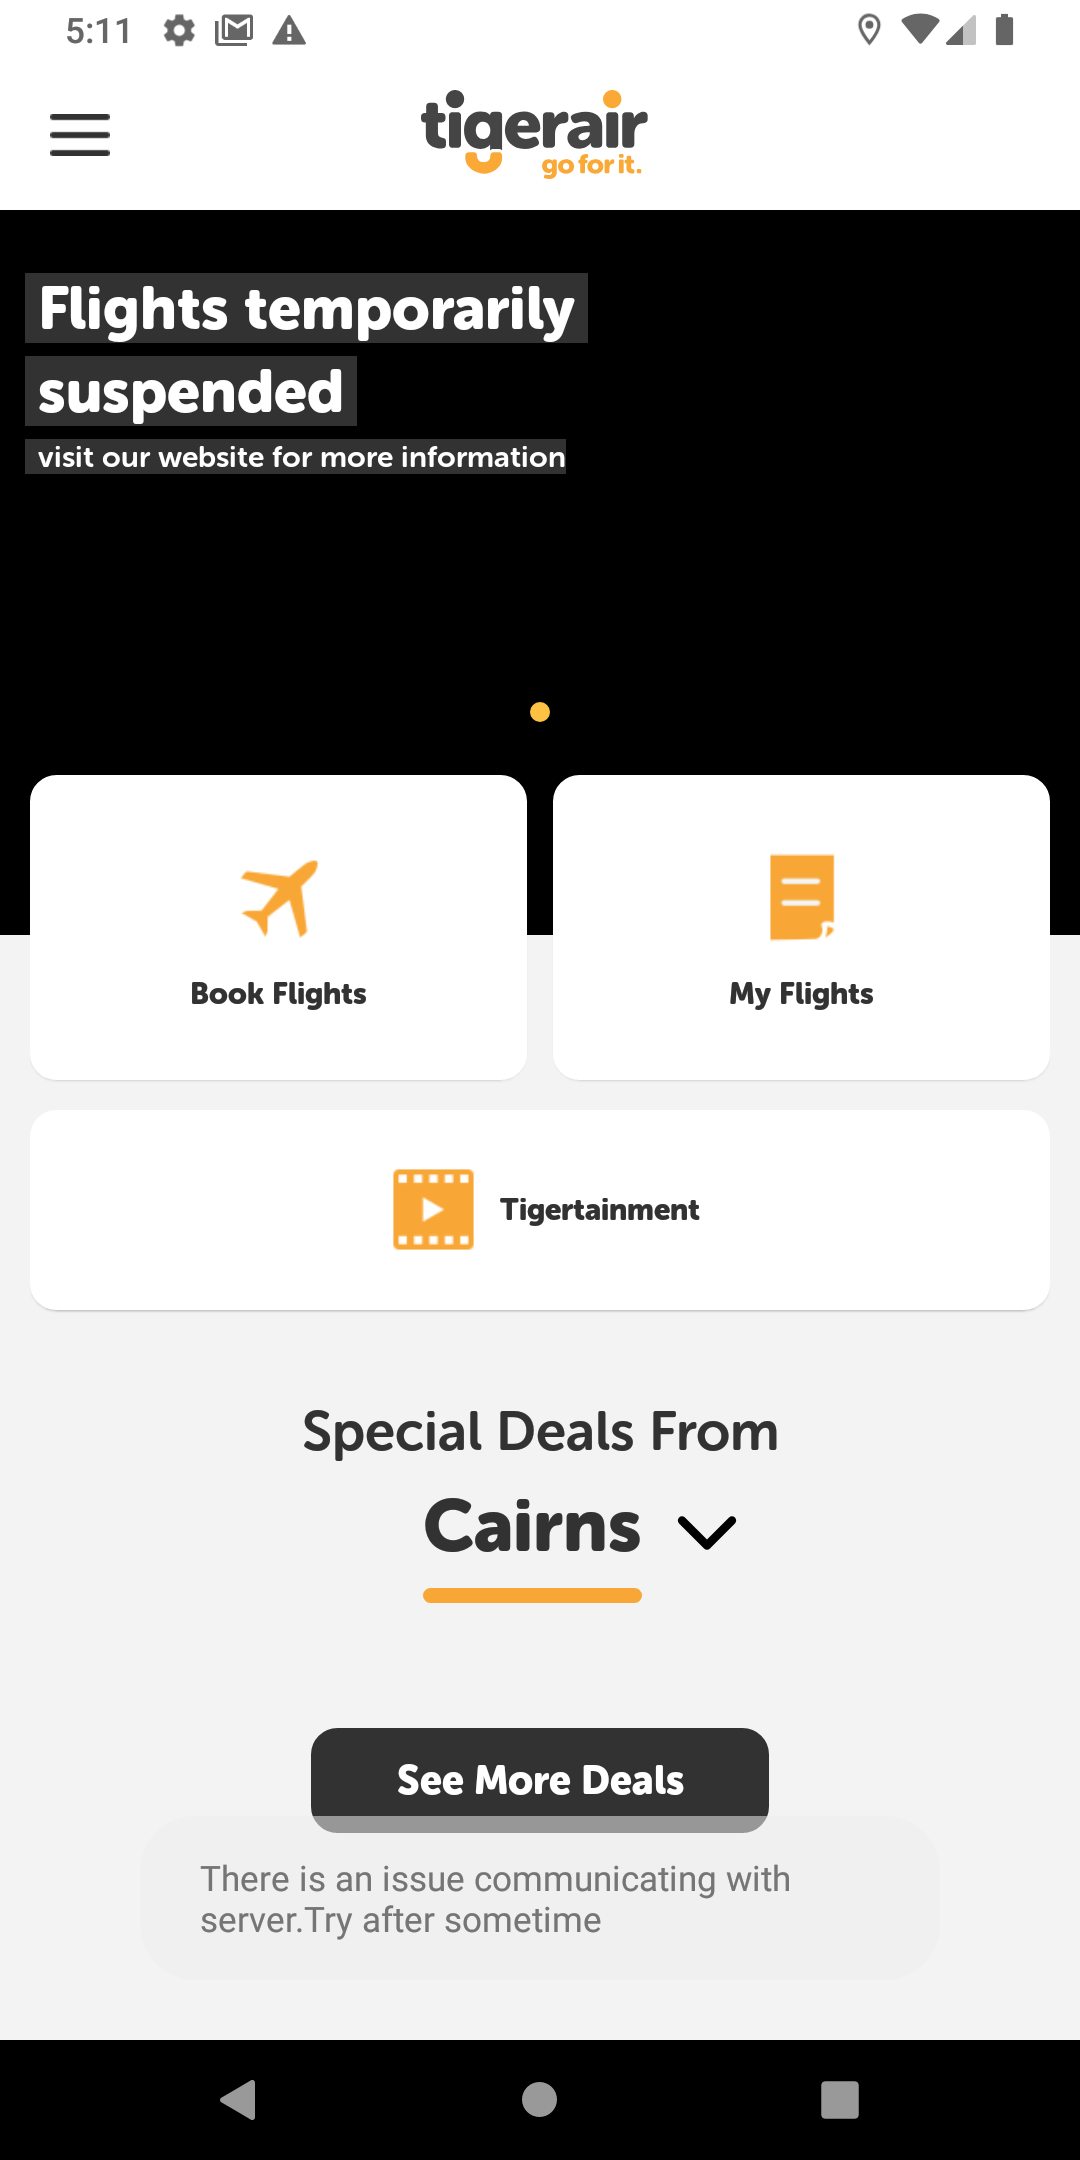 5:11
tigerair
go for it.
Flights temporarily
suspended
visit our website for more information
Book Flights
My Flights
Tigertainment
Special Deals From
Cairns
See More Deals
There is an issue communicating with
server.Try after sometime